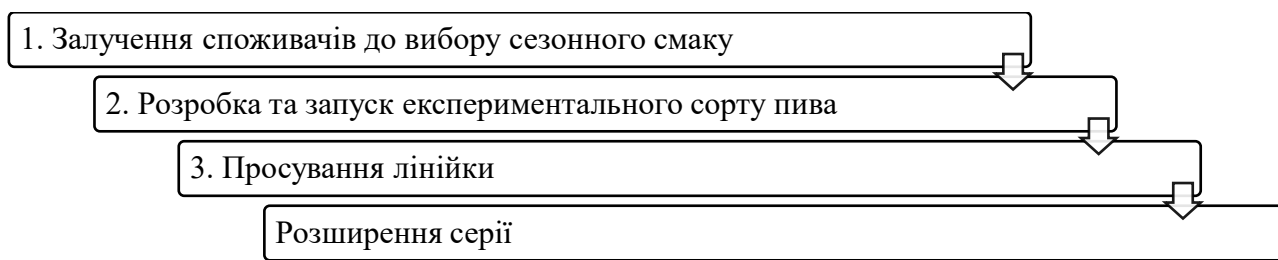 1. Залучення споживачів до вибору сезонного смаку
2. Розробка та запуск експериментального сорту пива
3. Просування лінійки
Розширення серії